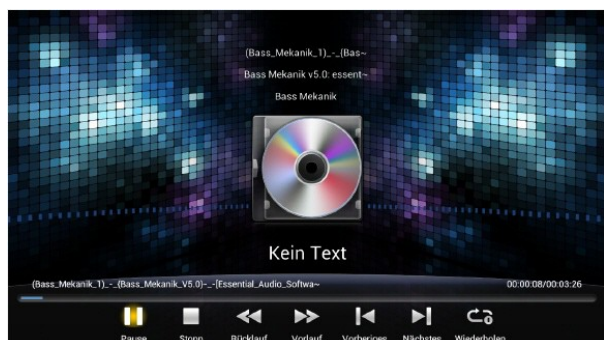 (Bass_Mekanik_1)_-_(Bas~
Bass Mekanik v5.0: essent~
Bass Mekanik
Kein Text
(Bass_Mekanik_1)_-_(Bass_Mekanik_V5.0)-_-[Essential_Audio_Softwa~ 00:00:08/00:03:26
Pause Stopp Rücklauf Vorlauf Vorheriges Nächstes Wiederholen